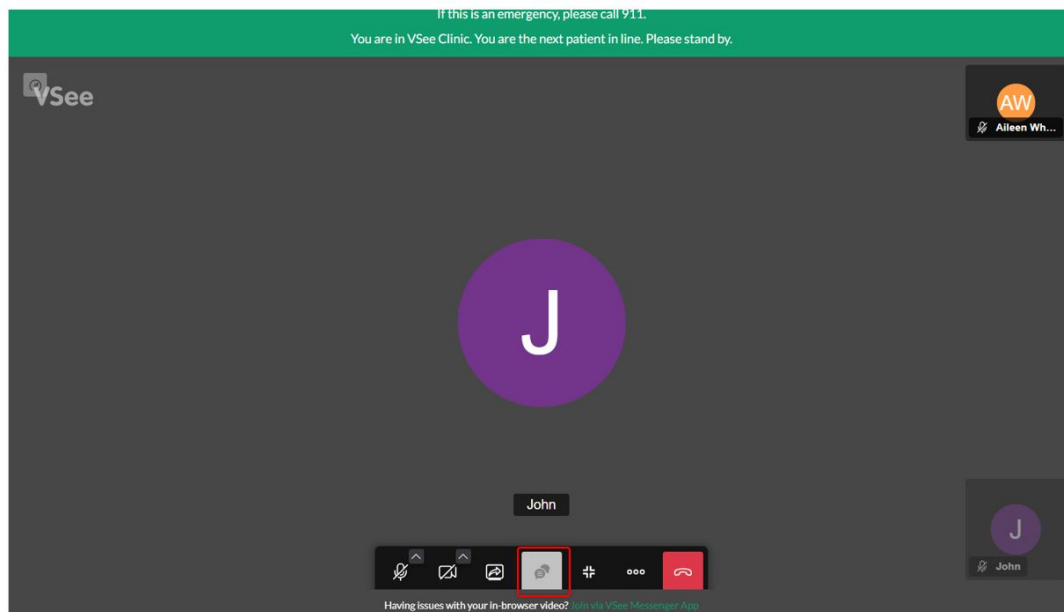 If this is an emergency, please call 911.
You are in VSee Clinic. You are the next patient in line. Please stand by.
VSee
AW
Aileen Wh...
J
John
J
John
Having issues with your in-browser video? Join via VSee Messenger App